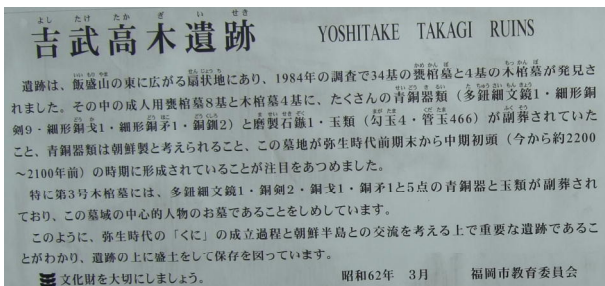 吉武高木遺跡 YOSHITAKE TAKAGI RUINS
遺跡は、飯盛山の東に広がる扇状地にあり、1984年の調査で34基の甕棺墓と4基の木棺墓が発見さ
れました。その中の成人用甕棺墓8基と木棺墓4基に、たくさんの青銅器類（多鈕細文鏡1・細形銅
剣9・細形銅戈1・細形銅矛1・銅釧2）と磨製石鏃1・玉類（勾玉4・管玉466）が副葬されていた
こと、青銅器類は朝鮮製と考えられること、この墓地が弥生時代前期末から中期初頭（今から約2200
～2100年前）の時期に形成されていることが注目をあつめました。
特に第3号木棺墓には、多鈕細文鏡1・銅剣2・銅戈1・銅矛1と5点の青銅器と玉類が副葬され
ており、この墓域の中心的人物のお墓であることをしめしています。
このように、弥生時代の「くに」の成立過程と朝鮮半島との交流を考える上で重要な遺跡であるこ
とがわかり、遺跡の上に盛土をして保存を図っています。
文化財を大切にしましょう。 昭和62年 3月 福岡市教育委員会